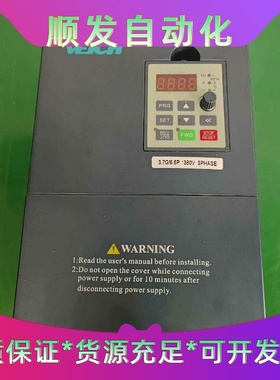 顺发自动化
VEICH
PRG
SET
FWD
STOP
RESET
3.7G/5.5P 380V 3PHASE
WARNING
1:Read the user's manual before installing.
2:Do not open the cover while connecting
power supply or for 10 minutes after
disconnecting power supply.
质保证*货源充足*可开发